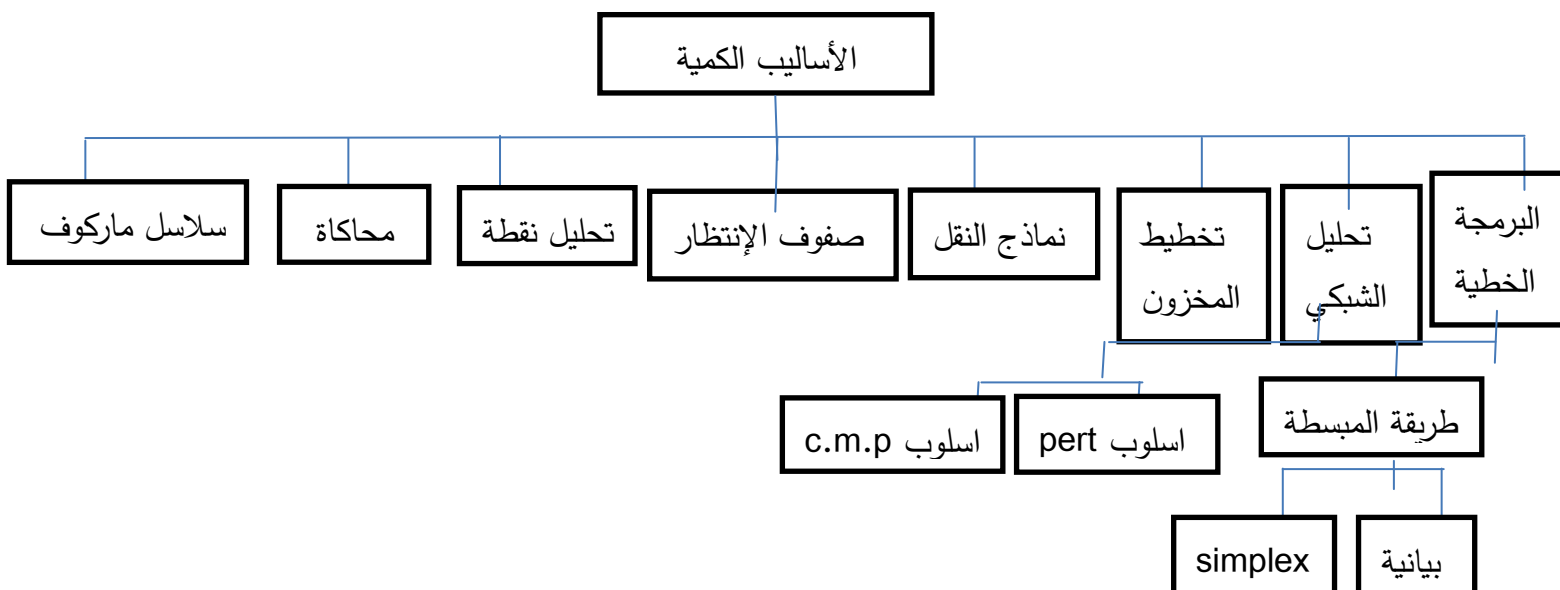 الأساليب الكمية
البرمجة
الخطية
تحليل
الشبكي
تخطيط
المخزون
نماذج النقل
صفوف الإنتظار
تحليل نقطة
محاكاة
سلاسل ماركوف
طريقة المبسطة
اسلوب pert
اسلوب c.m.p
بيانية
simplex